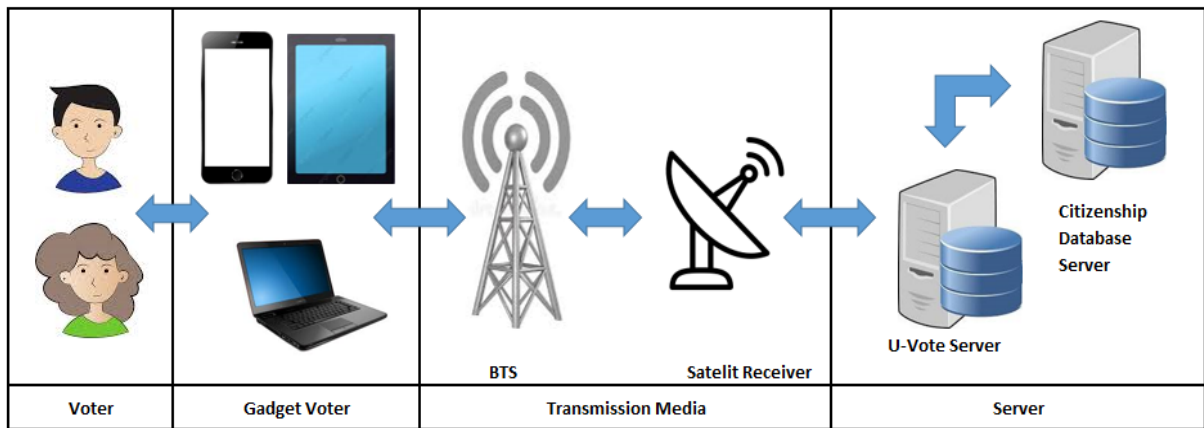 Citizenship
Database
Server
U-Vote Server
BTS
Satelit Receiver
Voter
Gadget Voter
Transmission Media
Server